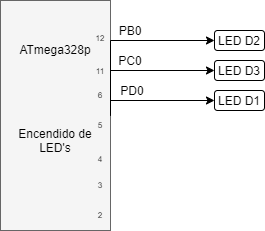 PB0
12
LED D2
ATmega328p
PC0
11
LED D3
PD0
6
LED D1
5
Encendido de
LED's
4
3
2